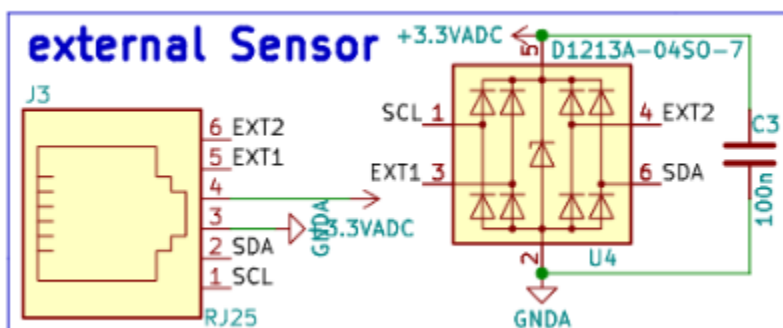 external Sensor
J3
6 EXT2
5 EXT1
4
3
2 SDA
1 SCL
RJ25
GNDA
+3.3VADC
+3.3VADC
5
D1213A-04SO-7
SCL 1
EXT1 3
4 EXT2
6 SDA
2
U4
GNDA
C3
100n